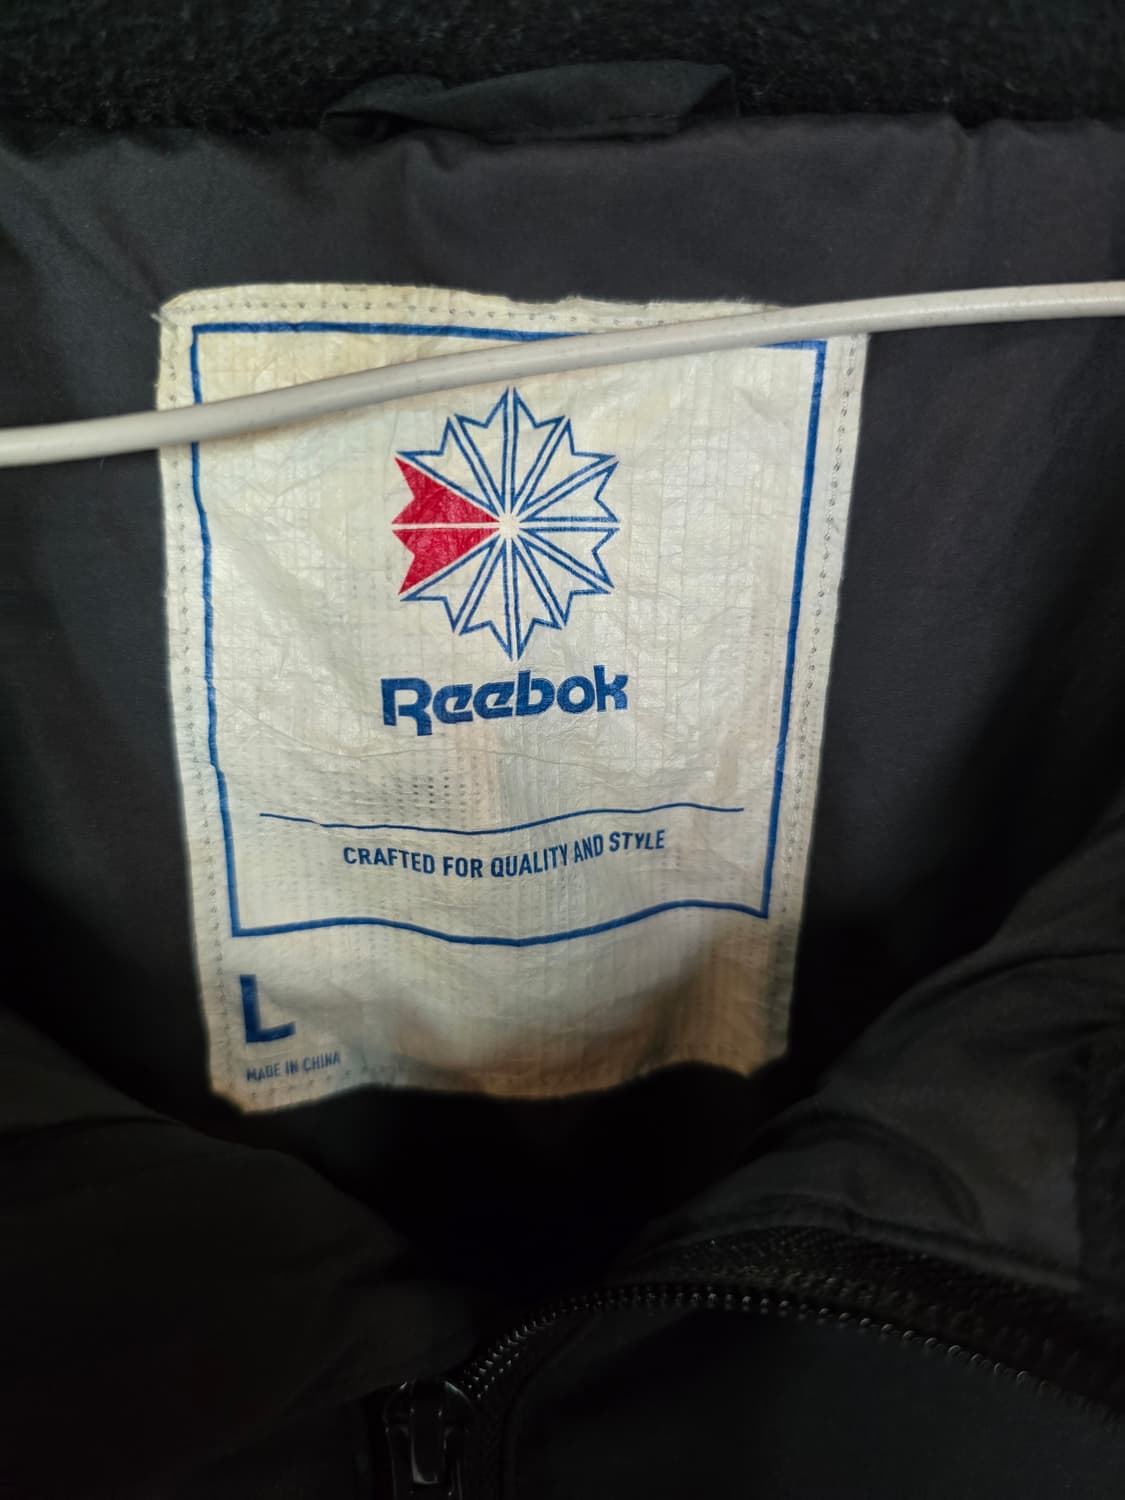 Reebok
CRAFTED FOR QUALITY AND STYLE
L
MADE IN CHINA